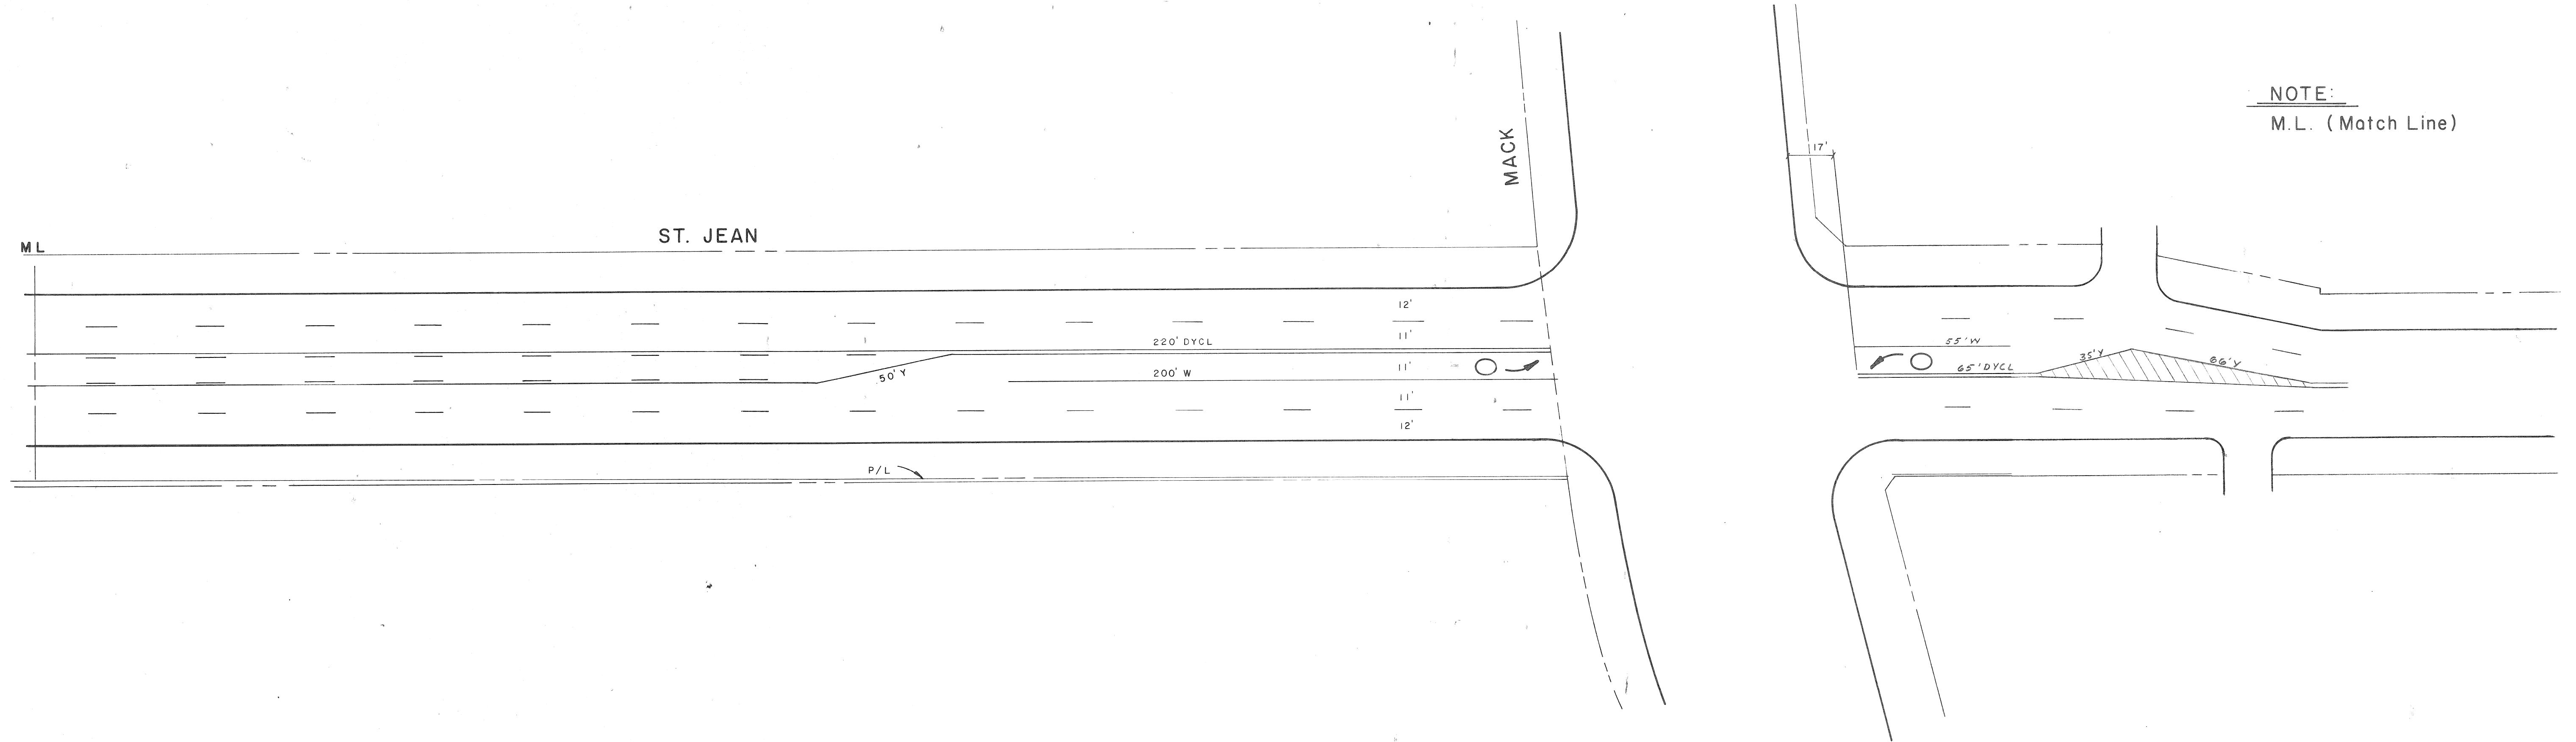 NOTE:
M.L. (Match Line)
MACK
17'
ST. JEAN
ML
12'
11'
220' DYCL
55' W
50' Y
200' W
11'
65' DYCL
35' Y
66' Y
11'
12'
P/L